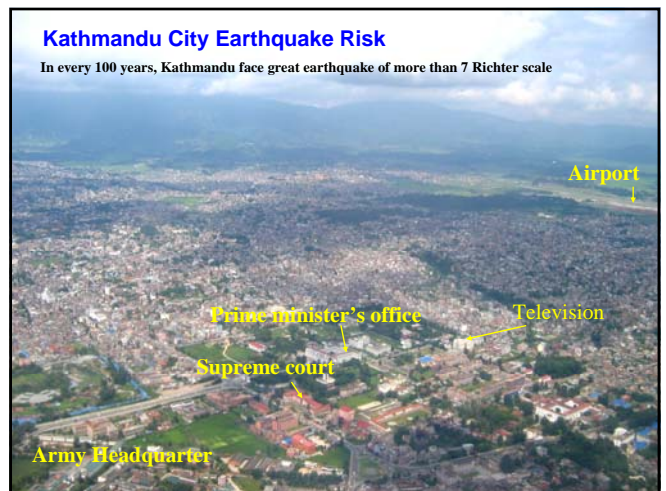 Kathmandu City Earthquake Risk
In every 100 years, Kathmandu face great earthquake of more than 7 Richter scale
Airport
Prime minister's office
Television
Supreme court
Army Headquarter